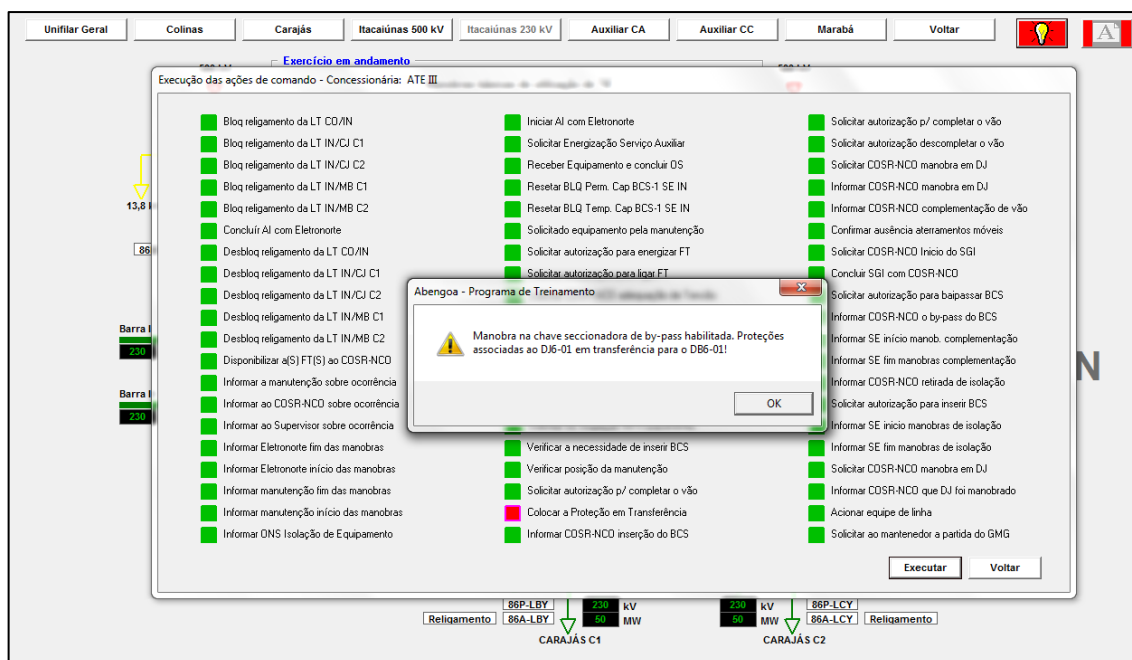 Unifilar Geral
Colinas
Carajás
Itacaiúnas 500 kV
Itacaiúnas 230 kV
Auxiliar CA
Auxiliar CC
Marabá
Voltar
A
Exercício em andamento
Execução das ações de comando - Concessionária: ATE III
Bloq religamento da LT CO/IN
Bloq religamento da LT IN/CJ C1
Bloq religamento da LT IN/CJ C2
Bloq religamento da LT IN/MB C1
Bloq religamento da LT IN/MB C2
Concluír AI com Eletronorte
Desbloq religamento da LT CO/IN
Desbloq religamento da LT IN/CJ C1
Desbloq religamento da LT IN/CJ C2
Desbloq religamento da LT IN/MB C1
Desbloq religamento da LT IN/MB C2
Disponibilizar a(S) FT(S) ao COSR-NCO
Informar a manutenção sobre ocorrência
Informar ao COSR-NCO sobre ocorrência
Informar ao Supervisor sobre ocorrência
Informar Eletronorte fim das manobras
Informar Eletronorte início das manobras
Informar manutenção fim das manobras
Informar manutenção início das manobras
Informar ONS Isolação de Equipamento
Iniciar AI com Eletronorte
Solicitar Energização Serviço Auxiliar
Receber Equipamento e concluir OS
Resetar BLQ Perm. Cap BCS-1 SE IN
Resetar BLQ Temp. Cap BCS-1 SE IN
Solicitado equipamento pela manutenção
Solicitar autorização para energizar FT
Solicitar autorização para ligar FT
Verificar a necessidade de inserir BCS
Verificar posição da manutenção
Solicitar autorização p/ completar o vão
Colocar a Proteção em Transferência
Informar COSR-NCO inserção do BCS
Solicitar autorização p/ completar o vão
Solicitar autorização descompletar o vão
Solicitar COSR-NCO manobra em DJ
Informar COSR-NCO manobra em DJ
Informar COSR-NCO complementação de vão
Confirmar ausência aterramentos móveis
Solicitar COSR-NCO Inicio do SGI
Concluir SGI com COSR-NCO
Solicitar autorização para baipassar BCS
Informar COSR-NCO o by-pass do BCS
Informar SE início manob. complementação
Informar SE fim manobras complementação
Informar COSR-NCO retirada de isolação
Solicitar autorização para inserir BCS
Informar SE inicio manobras de isolação
Informar SE fim manobras de isolação
Solicitar COSR-NCO manobra em DJ
Informar COSR-NCO que DJ foi manobrado
Acionar equipe de linha
Solicitar ao mantenedor a partida do GMG
Executar
Voltar
Abengoa - Programa de Treinamento
Manobra na chave seccionadora de by-pass habilitada. Proteções
associadas ao DJ6-01 em transferência para o DB6-01!
OK
13,8
86
Barra I
230
Barra I
230
N
86P-LBY
230 kV
Religamento
86A-LBY
50 MW
CARAJÁS C1
230 kV
86P-LCY
50 MW
86A-LCY
Religamento
CARAJÁS C2